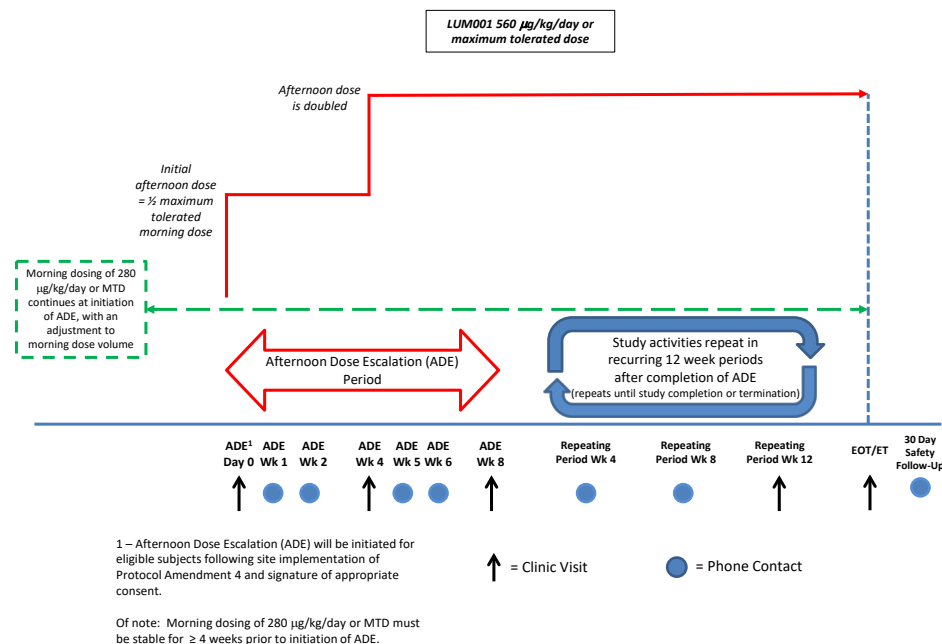 LUM001 560 µg/kg/day or
maximum tolerated dose
Afternoon dose
is doubled
Initial
afternoon dose
= ½ maximum
tolerated
morning dose
Morning dosing of 280
µg/kg/day or MTD
continues at initiation
of ADE, with an
adjustment to
morning dose volume
Afternoon Dose Escalation (ADE)
Period
Study activities repeat in
recurring 12 week periods
after completion of ADE
(repeats until study completion or termination)
ADE¹
Day 0
ADE
Wk 1
ADE
Wk 2
ADE
Wk 4
ADE
Wk 5
ADE
Wk 6
ADE
Wk 8
Repeating
Period Wk 4
Repeating
Period Wk 8
Repeating
Period Wk 12
EOT/ET
30 Day
Safety
Follow-Up
1 – Afternoon Dose Escalation (ADE) will be initiated for
eligible subjects following site implementation of
Protocol Amendment 4 and signature of appropriate
consent.
= Clinic Visit
= Phone Contact
Of note: Morning dosing of 280 µg/kg/day or MTD must
be stable for ≥ 4 weeks prior to initiation of ADE.